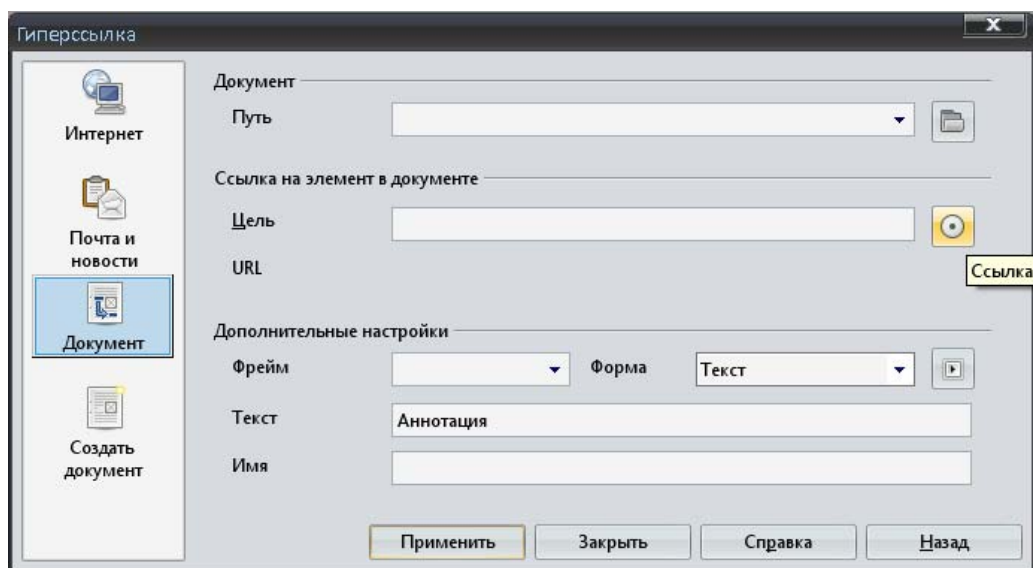 Гиперссылка
X
Интернет
Почта и
новости
Документ
Создать
документ
Документ
Путь
Ссылка на элемент в документе
Цель
URL
Ссылка
Дополнительные настройки
Фрейм
Форма
Текст
Текст
Аннотация
Имя
Применить
Закрыть
Справка
Назад